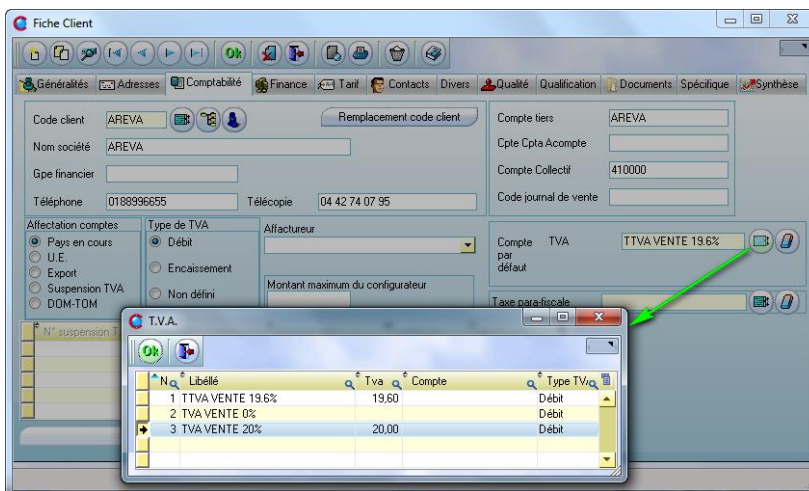 Fiche Client
Ok
Généralités Adresses Comptabilité Finance Tarif Contacts Divers Qualité Qualification Documents Spécifique Synthèse
Code client AREVA Remplacement code client
Nom société AREVA
Gpe financier
Téléphone 0188996655 Télécopie 04 42 74 07 95
Compte tiers AREVA
Cpte Cpta Acompte
Compte Collectif 410000
Code journal de vente
Affectation comptes
Pays en cours
U.E.
Export
Suspension TVA
DOM-TOM
Type de TVA
Débit
Encaissement
Non défini
Affactureur
Montant maximum du configurateur
Compte TVA par défaut TTVA VENTE 19.6%
Taxe para-fiscale
N° suspension
T.V.A.
Ok
N Libéllé Tva Compte Type TV
1 TTVA VENTE 19.6% 19,60 Débit
2 TVA VENTE 0% Débit
3 TVA VENTE 20% 20,00 Débit